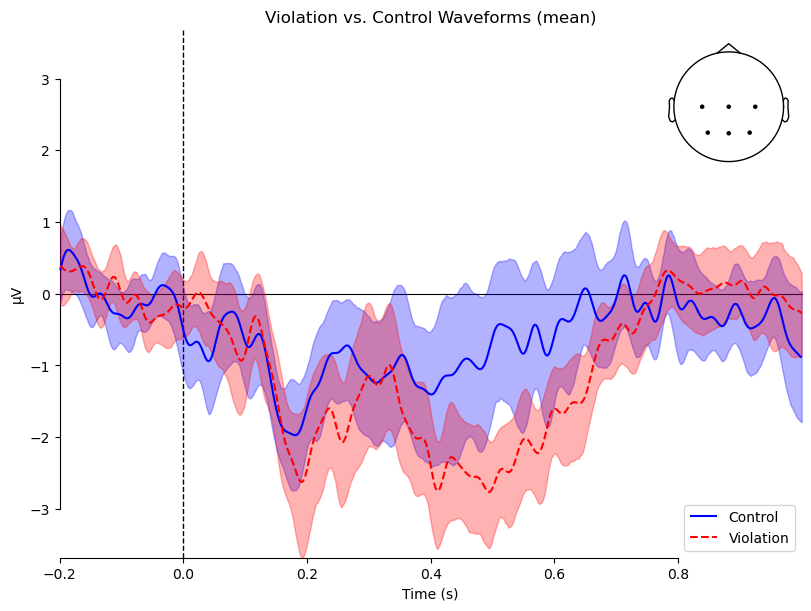 Violation vs. Control Waveforms (mean)
3
2
1
0
−1
−2
−3
µV
−0.2 0.0 0.2 0.4 0.6 0.8
Time (s)
Control
Violation